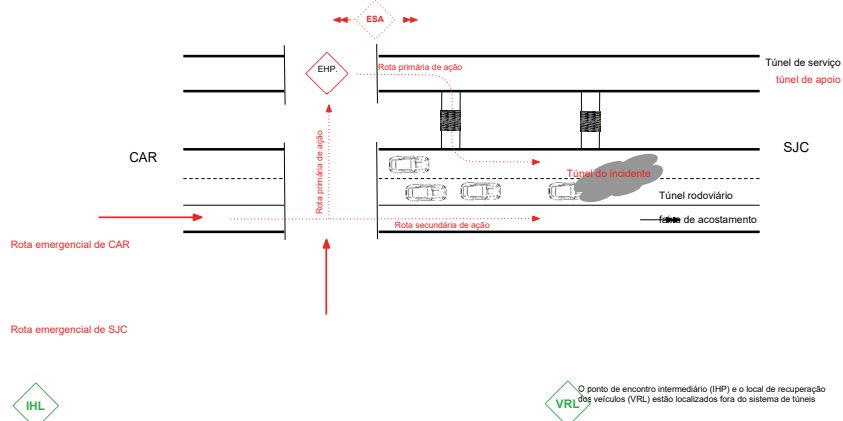 ESA
EHP.
Rota primária de ação
Túnel de serviço
túnel de apoio
Rota primária de ação
CAR
SJC
Túnel do incidente
Túnel rodoviário
faixa de acostamento
Rota secundária de ação
Rota emergencial de CAR
Rota emergencial de SJC
IHL
VRL
O ponto de encontro intermediário (IHP) e o local de recuperação
dos veículos (VRL) estão localizados fora do sistema de túneis